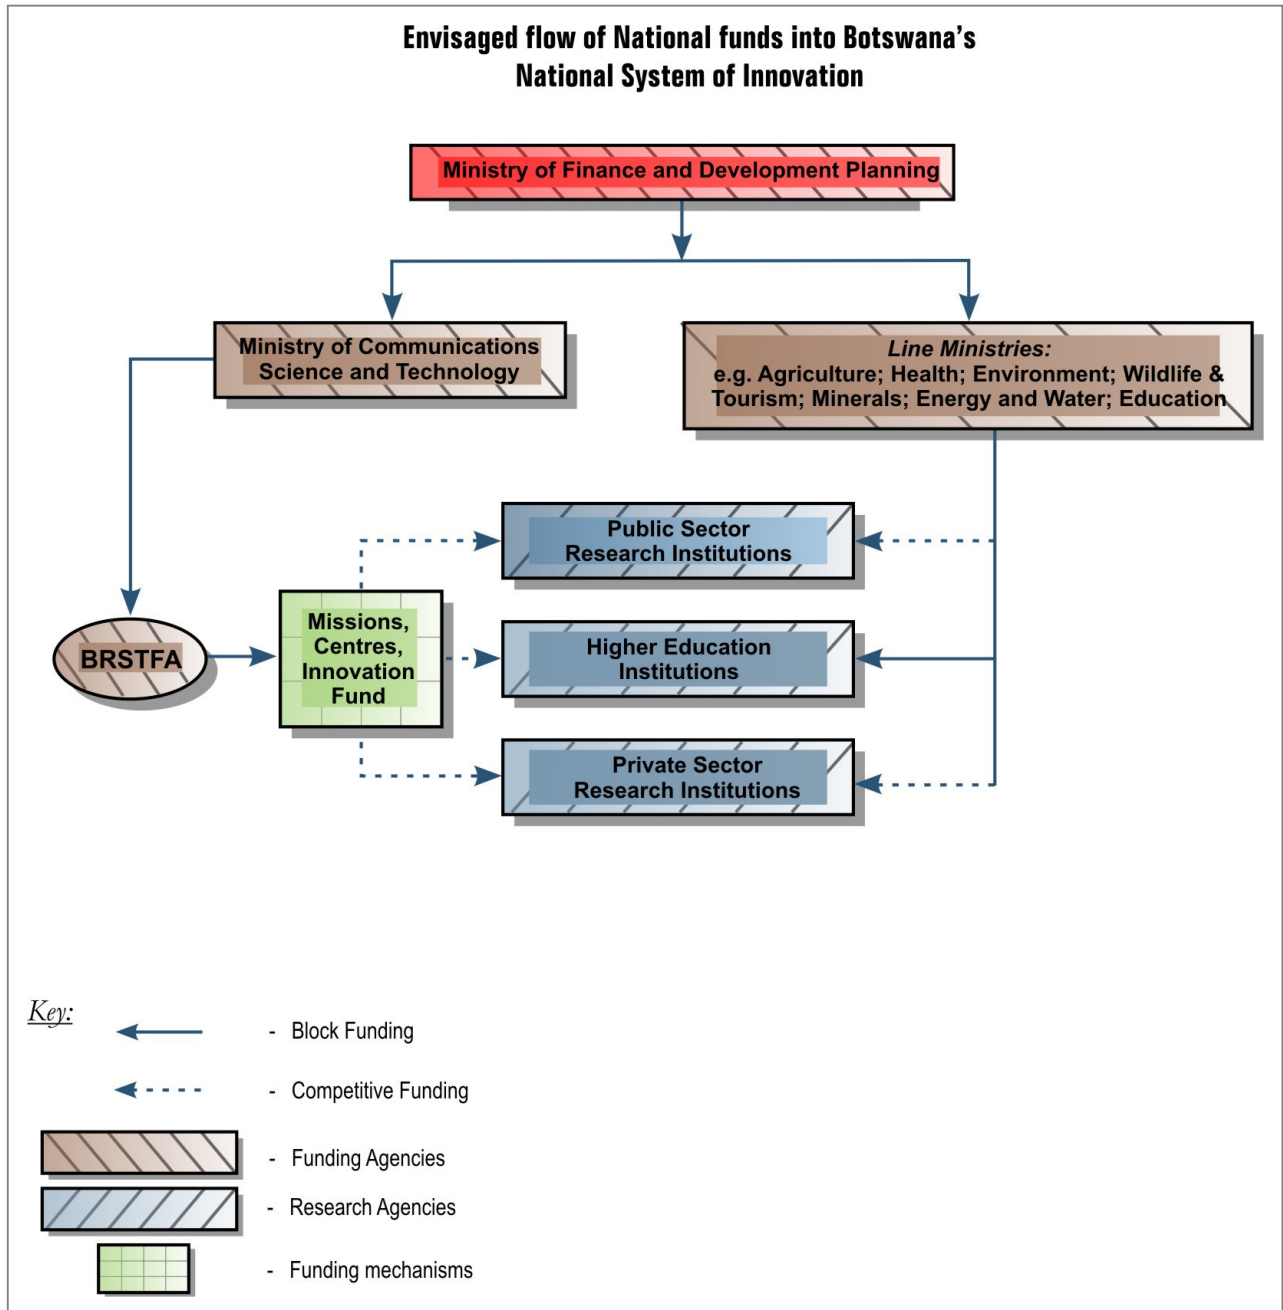 Envisaged flow of National funds into Botswana’s
National System of Innovation
Ministry of Finance and Development Planning
Ministry of Communications
Science and Technology
Line Ministries:
e.g. Agriculture; Health; Environment; Wildlife &
Tourism; Minerals; Energy and Water; Education
Public Sector
Research Institutions
BRSTFA
Missions,
Centres,
Innovation
Fund
Higher Education
Institutions
Private Sector
Research Institutions
Key:
- Block Funding
- Competitive Funding
- Funding Agencies
- Research Agencies
- Funding mechanisms